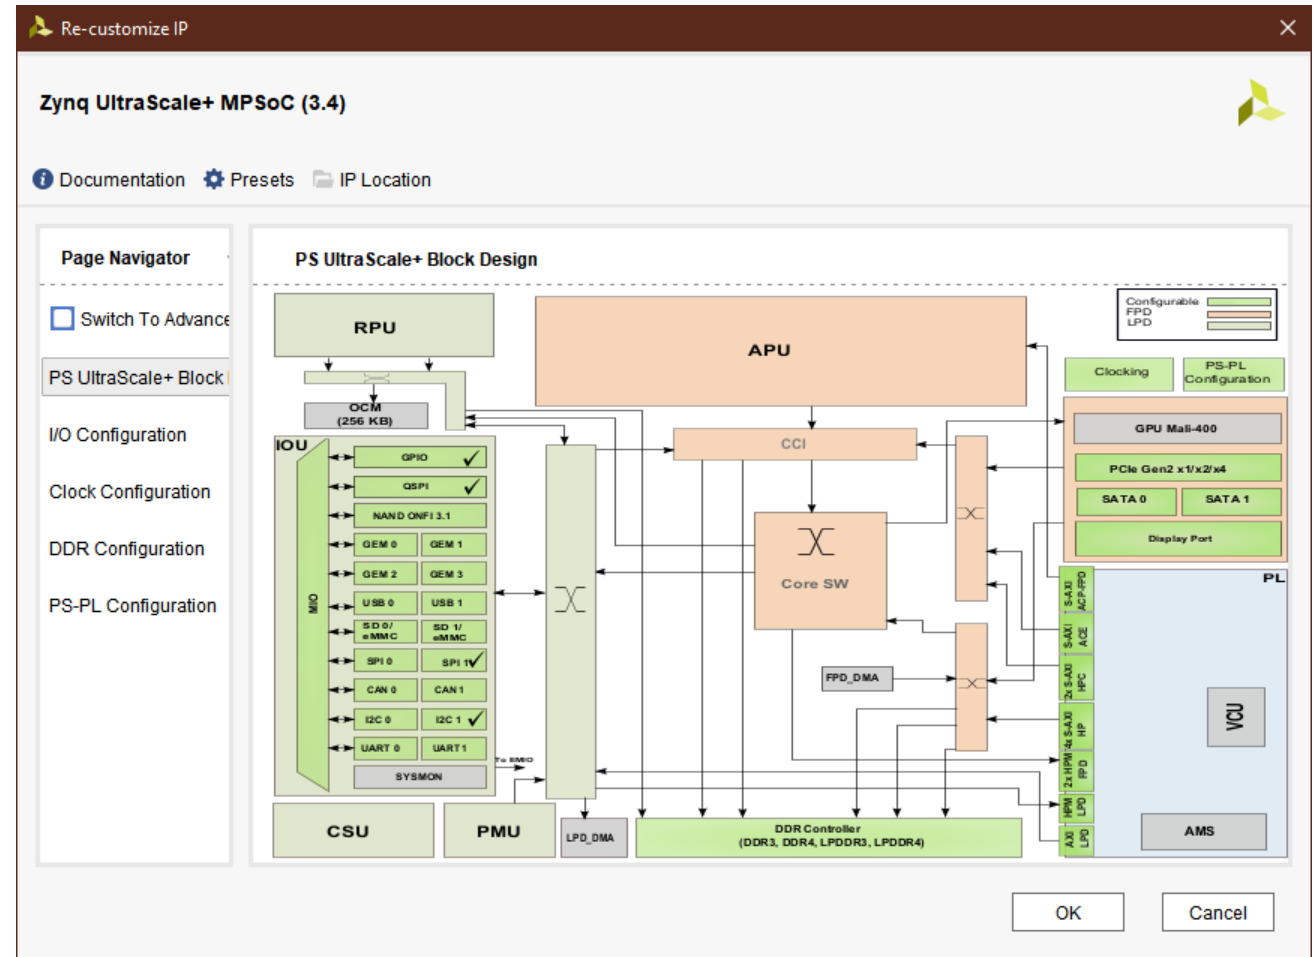 Re-customize IP
Zynq UltraScale+ MPSoC (3.4)
Documentation Presets IP Location
Page Navigator
Switch To Advance
PS UltraScale+ Block
I/O Configuration
Clock Configuration
DDR Configuration
PS-PL Configuration
PS UltraScale+ Block Design
Configurable
FPD
LPD
RPU
APU
Clocking
PS-PL
Configuration
OCM
(256 KB)
CCI
GPU Mali-400
PCIe Gen2 x1/x2/x4
SATA 0
SATA 1
Display Port
IOU
MIO
GPIO
QSPI
NAND ONFI 3.1
GEM 0
GEM 1
GEM 2
GEM 3
USB 0
USB 1
SD 0/
eMMC
SD 1/
eMMC
SPI 0
SPI 1
CAN 0
CAN 1
I2C 0
I2C 1
UART 0
UART 1
SYSMON
To EMIO
Core SW
FPD_DMA
PL
S-AXI
ACP-FPD
S-AXI
ACE
2x S-AXI
HPC
4x S-AXI
HP
2x HPM
FPD
HPM
LPD
AXI
LPD
VCU
AMS
CSU
PMU
LPD_DMA
DDR Controller
(DDR3, DDR4, LPDDR3, LPDDR4)
OK
Cancel